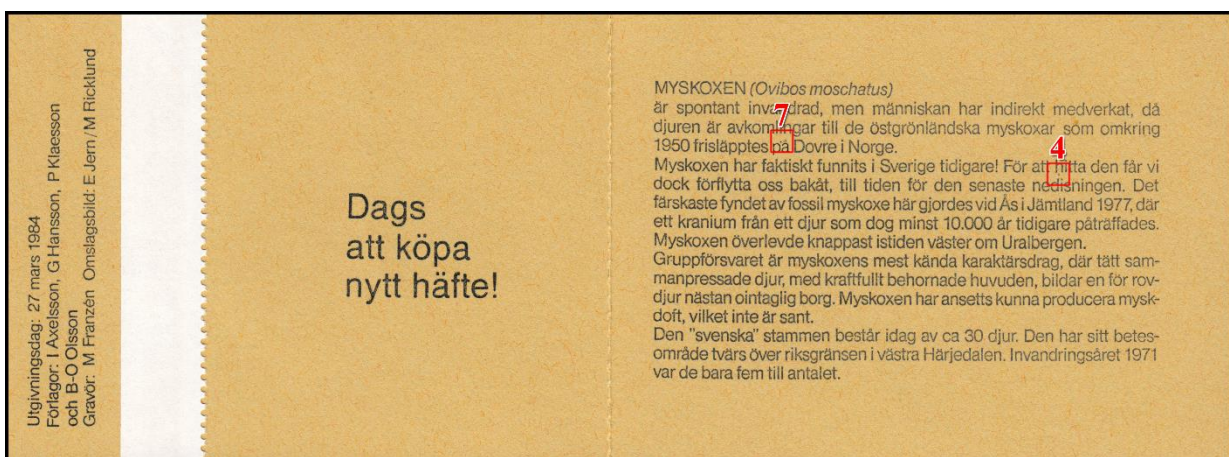 Utgivningsdag: 27 mars 1984
Förlagor: I Axelsson, G Hansson, P Klaesson
och B-O Olsson
Gravör: M Franzén Omslagsbild: E Jern / M Ricklund
Dags
att köpa
nytt häfte!
MYSKOXEN (Ovibos moschatus)
är spontant invandrad, men människan har indirekt medverkat, då
7
djuren är avkomlingar till de östgrönländska myskoxar som omkring
1950 frisläpptes på Dovre i Norge.
4
Myskoxen har faktiskt funnits i Sverige tidigare! För att hitta den får vi
dock förflytta oss bakåt, till tiden för den senaste nedisningen. Det
färskaste fyndet av fossil myskoxe här gjordes vid Ås i Jämtland 1977, där
ett kranium från ett djur som dog minst 10.000 år tidigare påträffades.
Myskoxen överlevde knappast istiden väster om Uralbergen.
Gruppförsvaret är myskoxens mest kända karaktärsdrag, där tätt sam-
manpressade djur, med kraftfullt behornade huvuden, bildar en för rov-
djur nästan ointaglig borg. Myskoxen har ansetts kunna producera mysk-
doft, vilket inte är sant.
Den "svenska" stammen består idag av ca 30 djur. Den har sitt betes-
område tvärs över riksgränsen i västra Härjedalen. Invandringsåret 1971
var de bara fem till antalet.